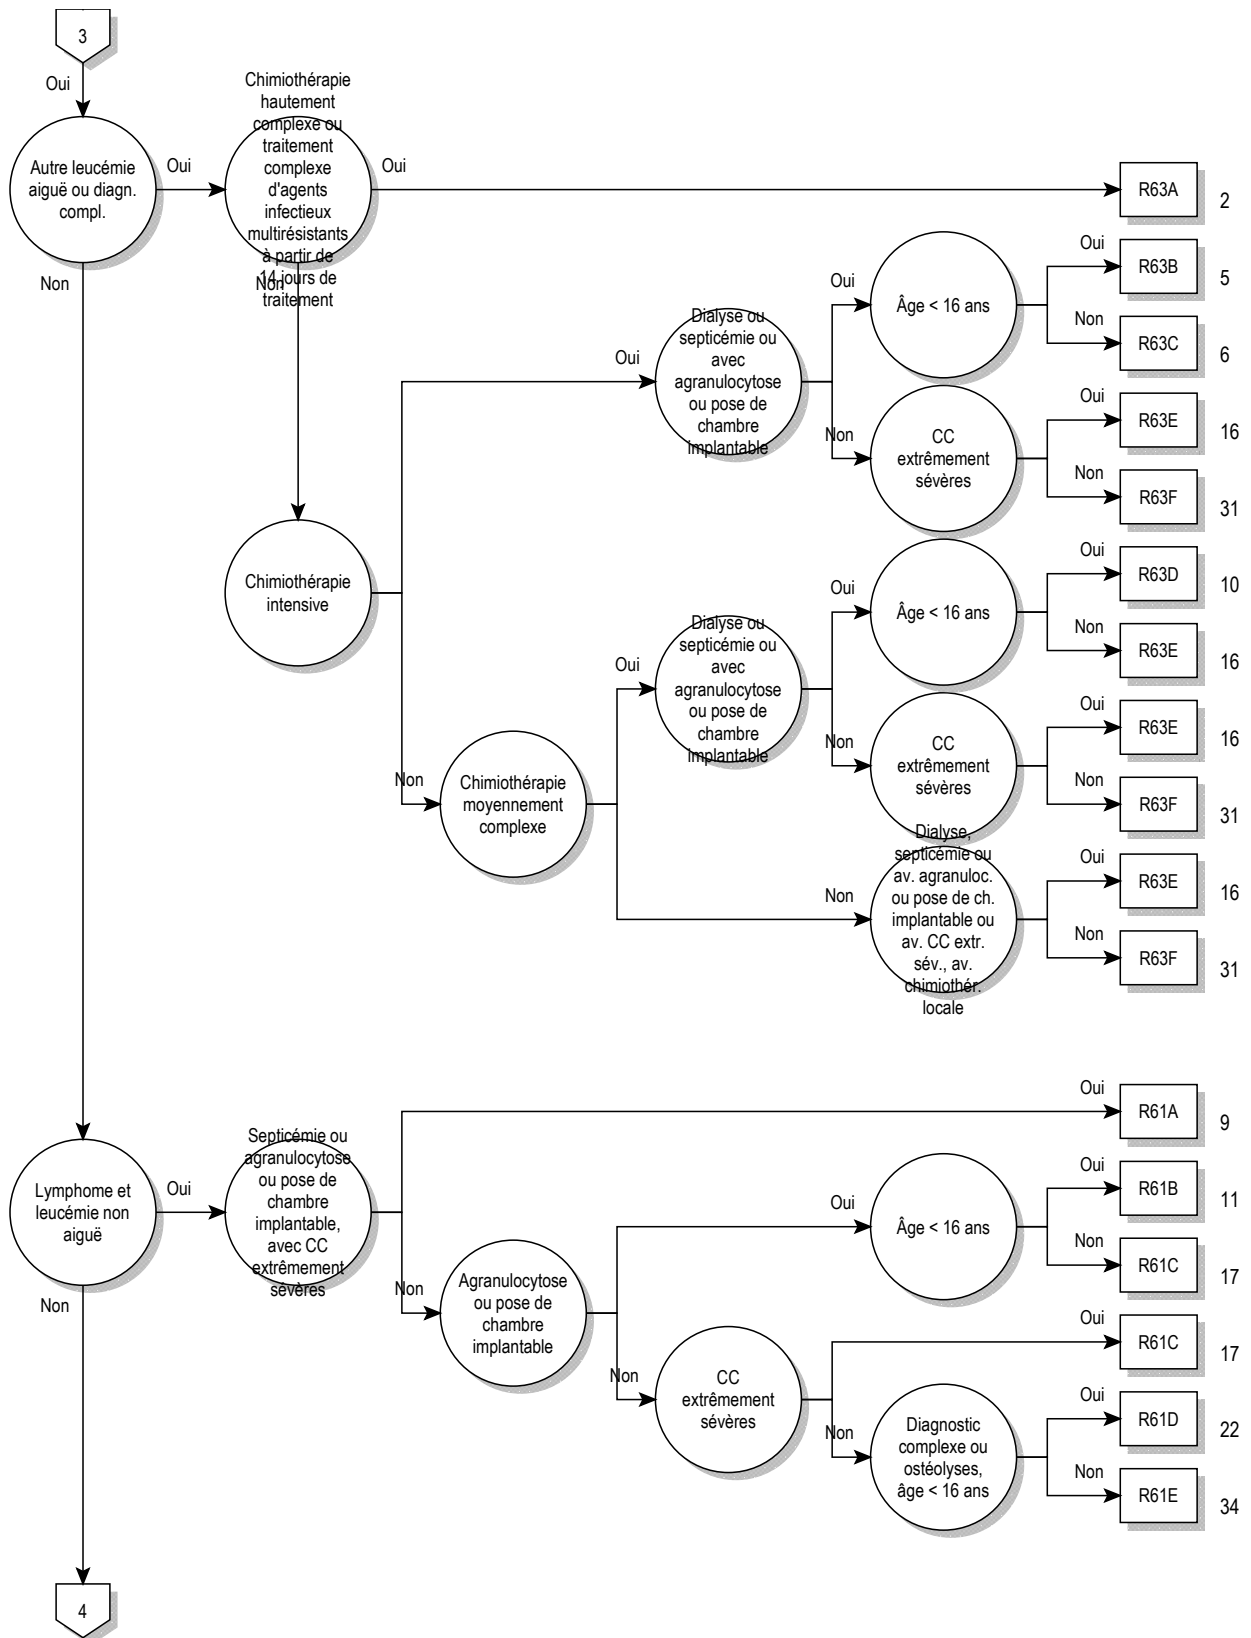 3
Oui
Autre leucémie
aiguë ou diagn.
compl.
Oui
Chimiothérapie
hautement
complexe ou
traitement
complexe
d'agents
infectieux
multirésistants
à partir de
14 jours de
traitement
Oui
R63A
2
Non
Non
Chimiothérapie
intensive
Oui
Dialyse ou
septicémie ou
avec
agranulocytose
ou pose de
chambre
implantable
Oui
Âge < 16 ans
Oui
R63B
5
Non
R63C
6
Non
CC
extrêmement
sévères
Oui
R63E
16
Non
R63F
31
Non
Chimiothérapie
moyennement
complexe
Oui
Dialyse ou
septicémie ou
avec
agranulocytose
ou pose de
chambre
implantable
Oui
Âge < 16 ans
Oui
R63D
10
Non
R63E
16
Non
CC
extrêmement
sévères
Oui
R63E
16
Non
R63F
31
Non
Dialyse,
septicémie ou
av. agranuloc.
ou pose de ch.
implantable ou
av. CC extr.
sév., av.
chimiothér.
locale
Oui
R63E
16
Non
R63F
31
Lymphome et
leucémie non
aiguë
Oui
Septicémie ou
agranulocytose
ou pose de
chambre
implantable,
avec CC
extrêmement
sévères
Oui
R61A
9
Non
Agranulocytose
ou pose de
chambre
implantable
Oui
Âge < 16 ans
Oui
R61B
11
Non
R61C
17
Non
CC
extrêmement
sévères
Oui
R61C
17
Non
Diagnostic
complexe ou
ostéolyses,
âge < 16 ans
Oui
R61D
22
Non
R61E
34
Non
4